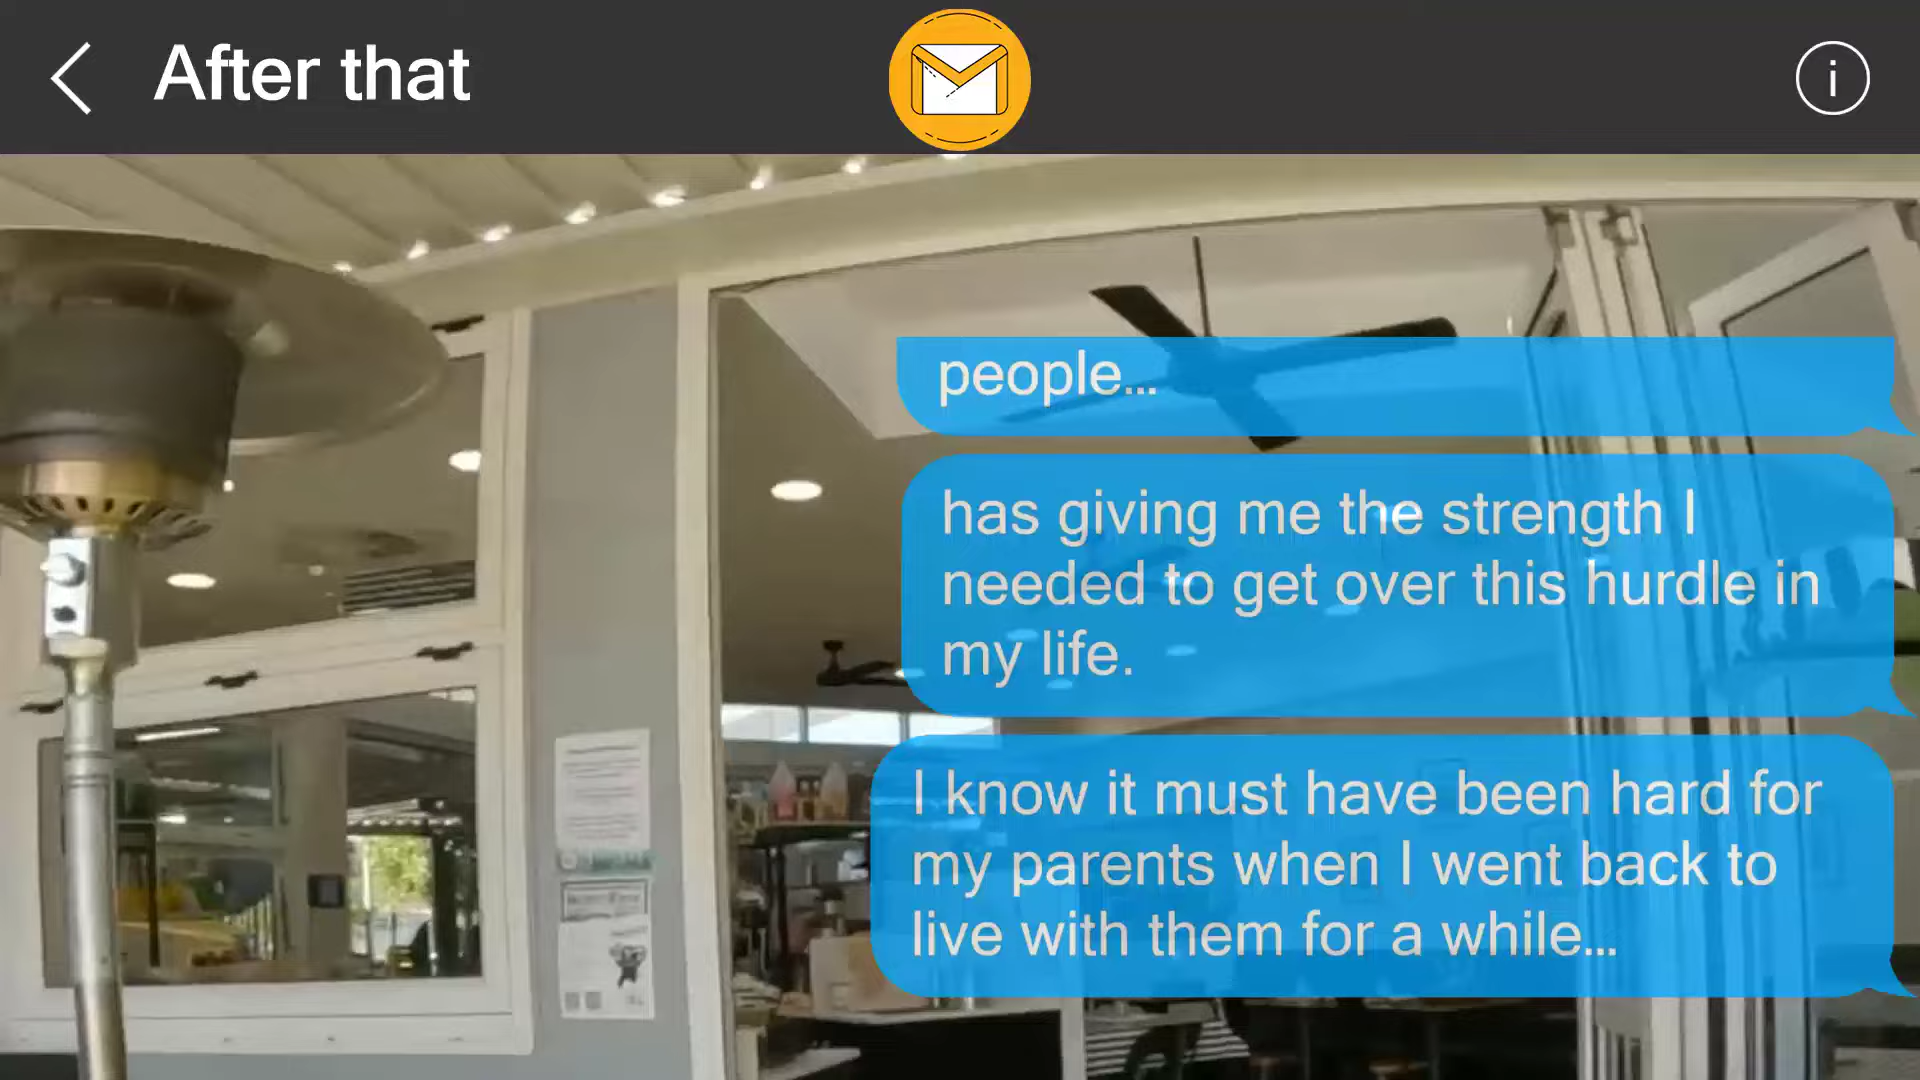 After that
people...
has giving me the strength I
needed to get over this hurdle in
my life.
I know it must have been hard for
my parents when I went back to
live with them for a while...